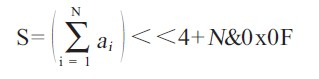 S=(∑_{i = 1}^{N} a_i)<<4+N&0x0F